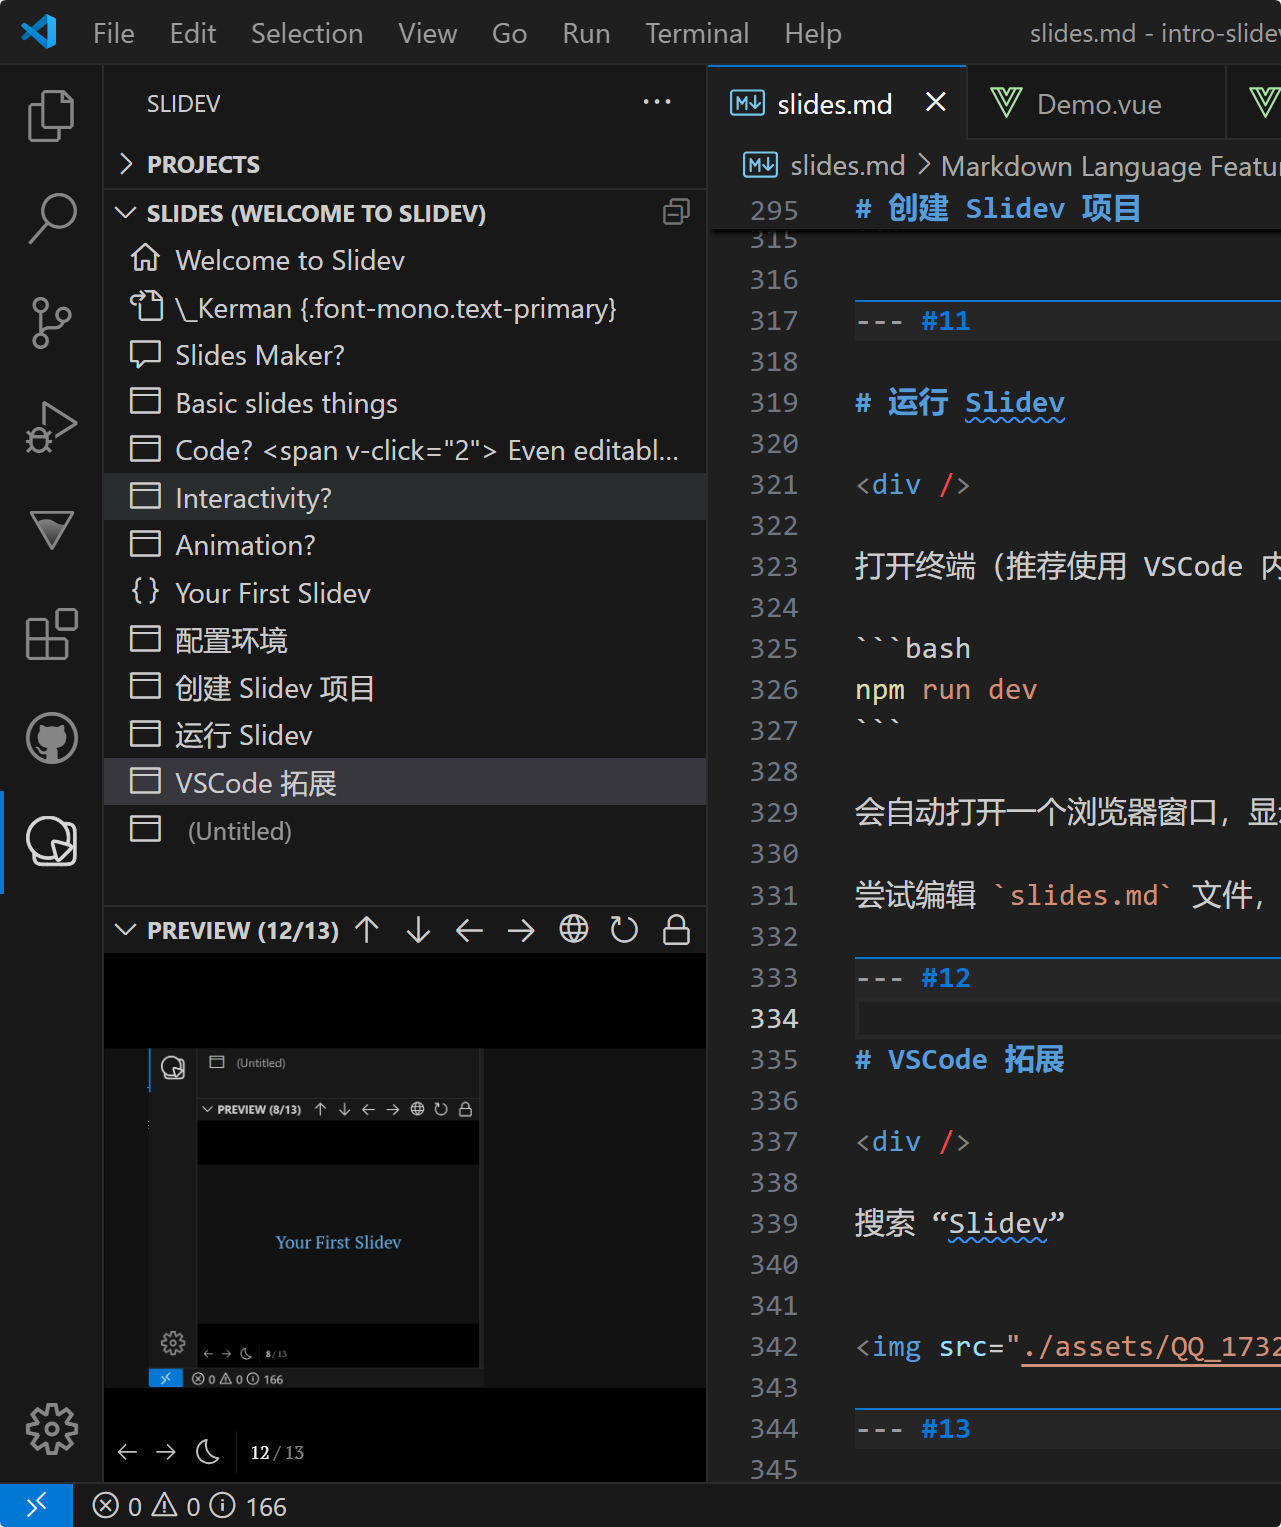 File Edit Selection View Go Run Terminal Help
slides.md - intro-slidev
SLIDEV
PROJECTS
SLIDES (WELCOME TO SLIDEV)
Welcome to Slidev
\_Kerman {.font-mono.text-primary}
Slides Maker?
Basic slides things
Code? <span v-click="2"> Even editabl...
Interactivity?
Animation?
{} Your First Slidev
配置环境
创建 Slidev 项目
运行 Slidev
VSCode 拓展
(Untitled)
PREVIEW (12/13)
(Untitled)
PREVIEW (8/13)
Your First Slidev
8/13
0 0 166
12/13
slides.md
Demo.vue
slides.md > Markdown Language Featur
295 # 创建 Slidev 项目
315 ```
316
317 --- #11
318
319 # 运行 Slidev
320
321 <div />
322
323 打开终端（推荐使用 VSCode 内
324
325 ```bash
326 npm run dev
327 ```
328
329 会自动打开一个浏览器窗口，显示
330
331 尝试编辑 `slides.md` 文件，
332
333 --- #12
334
335 # VSCode 拓展
336
337 <div />
338
339 搜索 “Slidev”
340
341
342 <img src="./assets/QQ_1732
343
344 --- #13
345
0 0 166